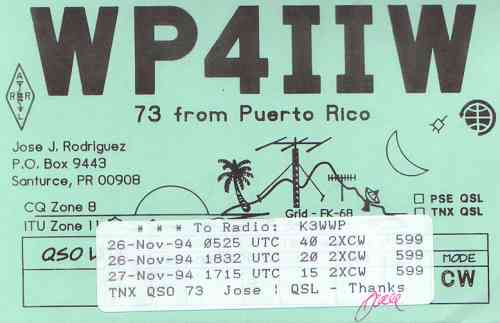 WP4IIW
73 from Puerto Rico
ARRL
Jose J. Rodriguez
P.O. Box 9443
Santurce, PR 00908
CQ Zone 8
ITU Zone
Grid - FK-68
PSE QSL
TNX QSL
QSO
MODE
CW
* * * To Radio: K3WWP
26-Nov-94 0525 UTC 40 2XCW 599
26-Nov-94 1832 UTC 20 2XCW 599
27-Nov-94 1715 UTC 15 2XCW 599
TNX QSO 73 Jose ¦ QSL - Thanks